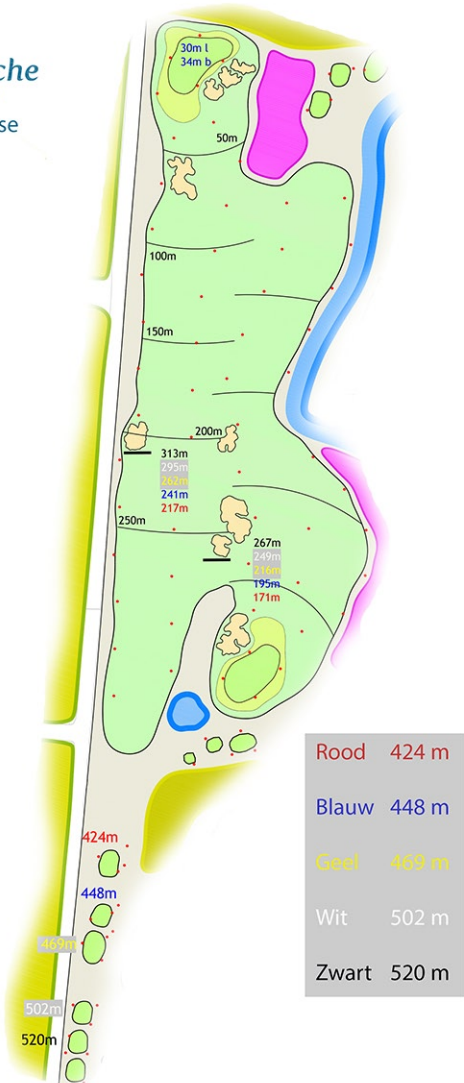 che
se
30m l
34m b
50m
100m
150m
200m
313m
295m
262m
241m
217m
250m
267m
249m
216m
195m
171m
Rood 424 m
Blauw 448 m
Geel 469 m
Wit 502 m
Zwart 520 m
424m
448m
469m
502m
520m